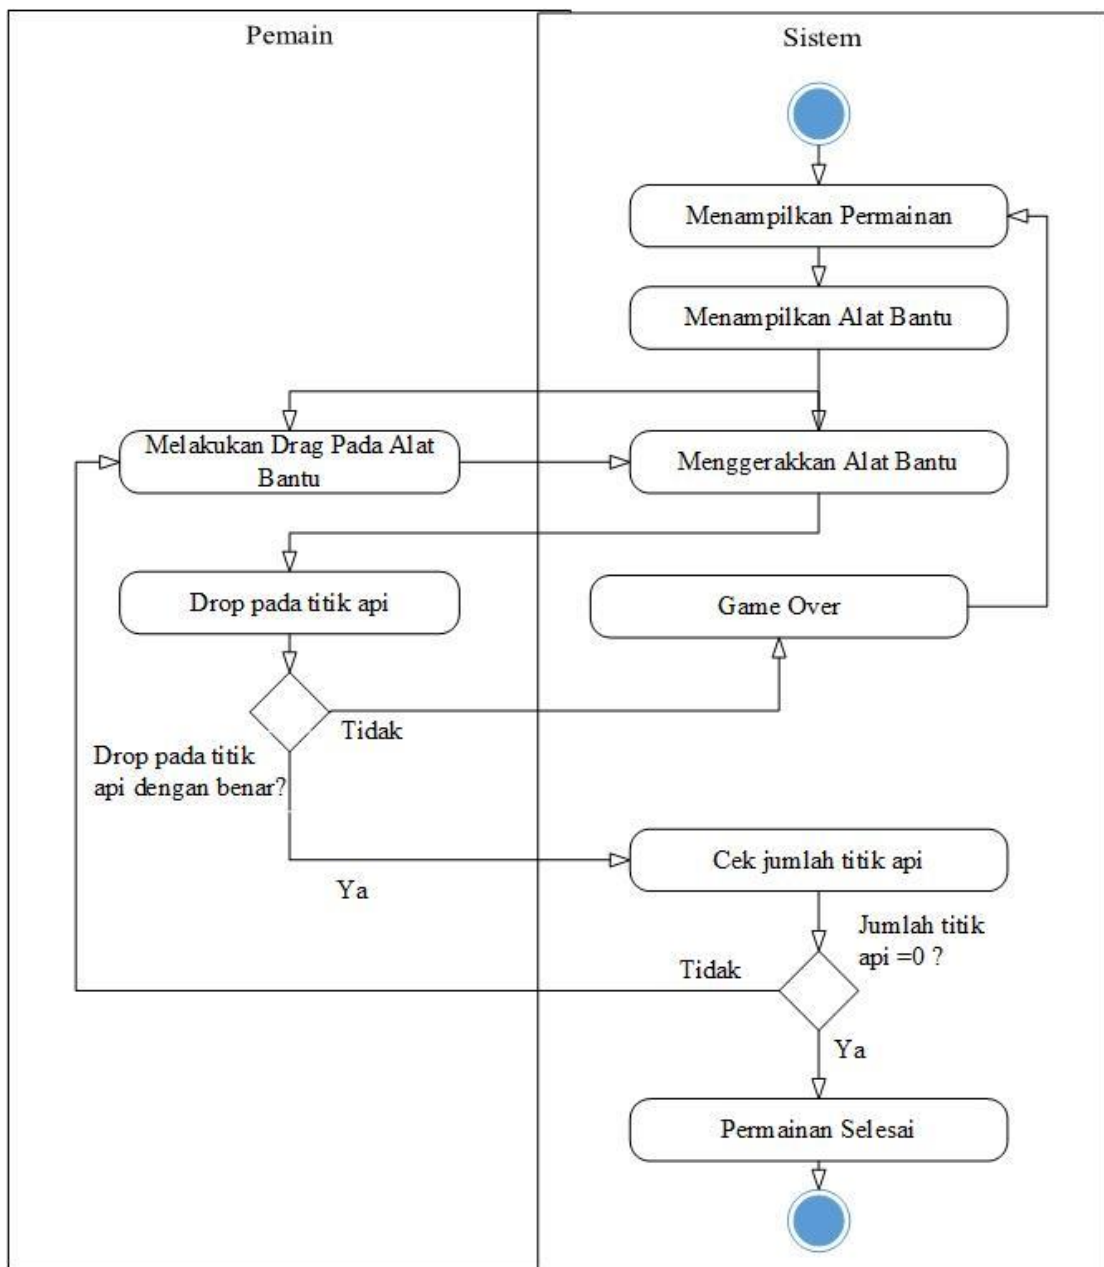 Pemain
Sistem
Menampilkan Permainan
Menampilkan Alat Bantu
Melakukan Drag Pada Alat
Bantu
Menggerakkan Alat Bantu
Drop pada titik api
Game Over
Tidak
Drop pada titik
api dengan benar?
Ya
Cek jumlah titik api
Jumlah titik
api =0 ?
Tidak
Ya
Permainan Selesai